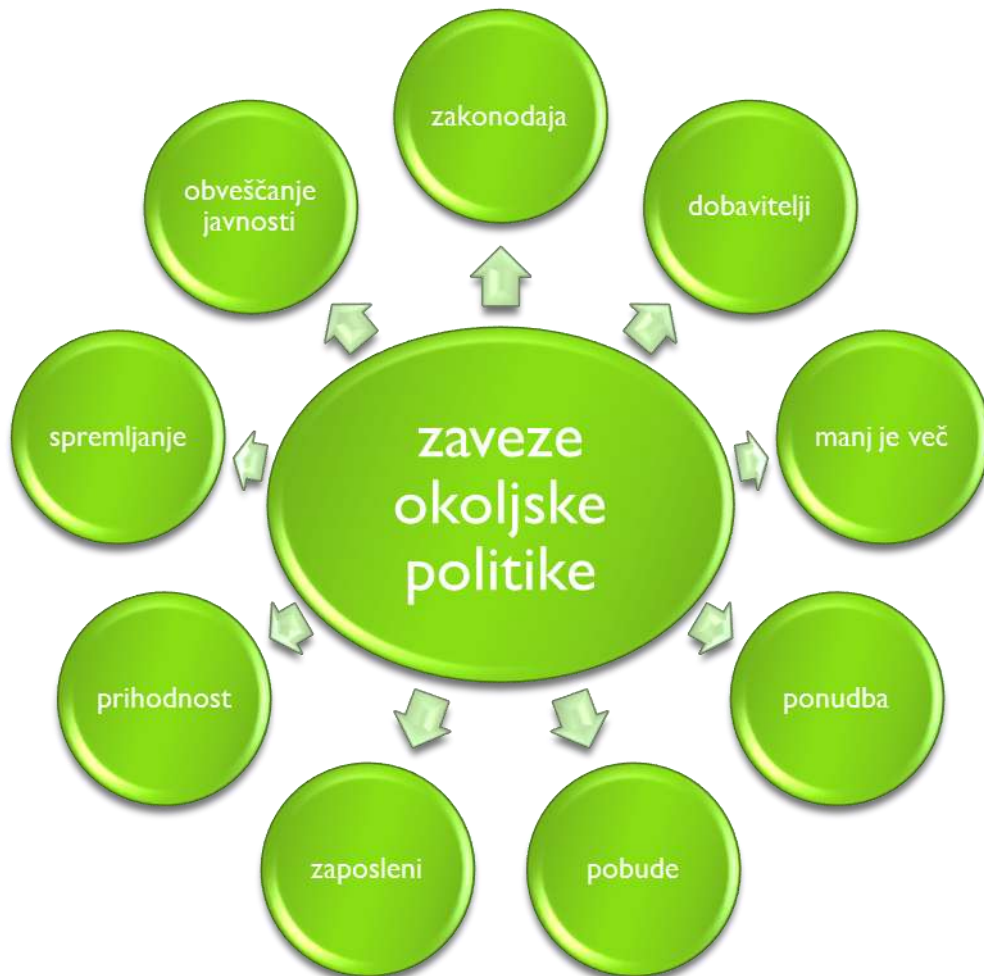 zakonodaja
dobavitelji
manj je več
ponudba
pobude
zaposleni
prihodnost
spremljanje
obveščanje
javnosti
zaveze
okoljske
politike